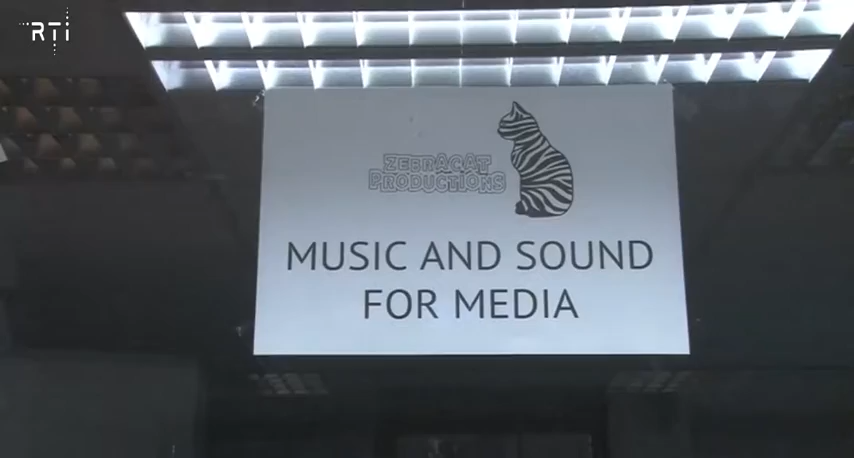 RTI
ZEBRACAT
PRODUCTIONS
MUSIC AND SOUND
FOR MEDIA